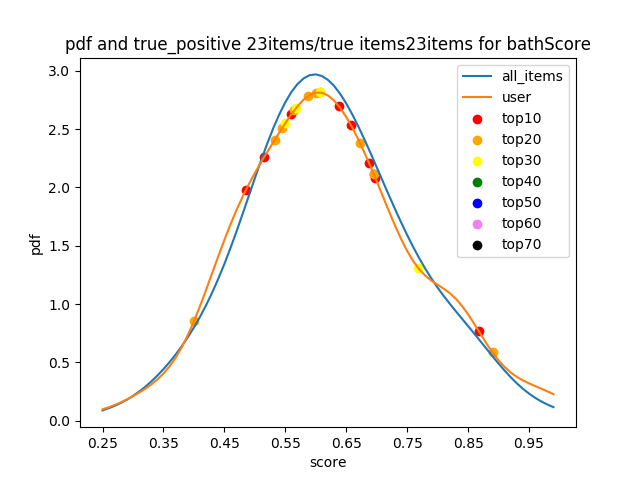 pdf and true_positive 23items/true items23items for bathScore
3.0
2.5
2.0
1.5
1.0
0.5
0.0
pdf
all_items
user
top10
top20
top30
top40
top50
top60
top70
0.25 0.35 0.45 0.55 0.65 0.75 0.85 0.95
score